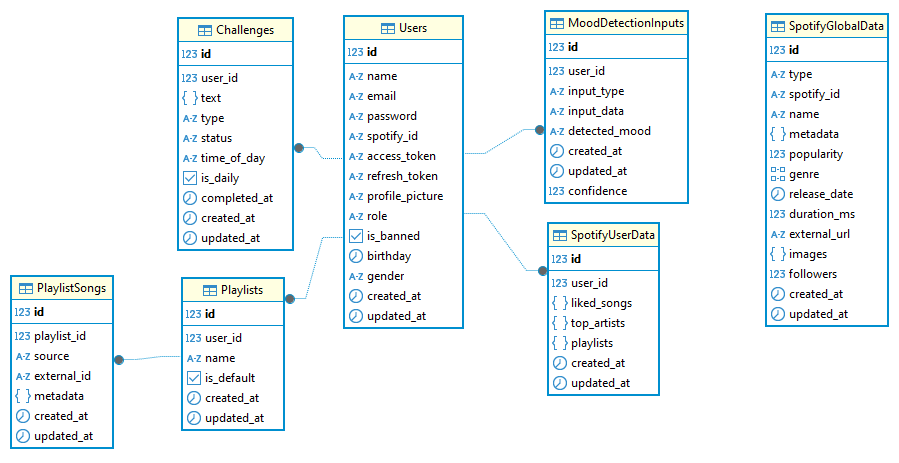 Challenges
123 id
123 user_id
{ } text
A-Z type
A-Z status
A-Z time_of_day
is_daily
completed_at
created_at
updated_at
Users
123 id
A-Z name
A-Z email
A-Z password
A-Z spotify_id
A-Z access_token
A-Z refresh_token
A-Z profile_picture
A-Z role
is_banned
birthday
A-Z gender
created_at
updated_at
MoodDetectionInputs
123 id
123 user_id
A-Z input_type
A-Z input_data
A-Z detected_mood
created_at
updated_at
123 confidence
SpotifyGlobalData
123 id
A-Z type
A-Z spotify_id
A-Z name
{ } metadata
123 popularity
genre
release_date
123 duration_ms
A-Z external_url
{ } images
123 followers
created_at
updated_at
SpotifyUserData
123 id
123 user_id
{ } liked_songs
{ } top_artists
{ } playlists
created_at
updated_at
PlaylistSongs
123 id
123 playlist_id
A-Z source
A-Z external_id
{ } metadata
created_at
updated_at
Playlists
123 id
123 user_id
A-Z name
is_default
created_at
updated_at